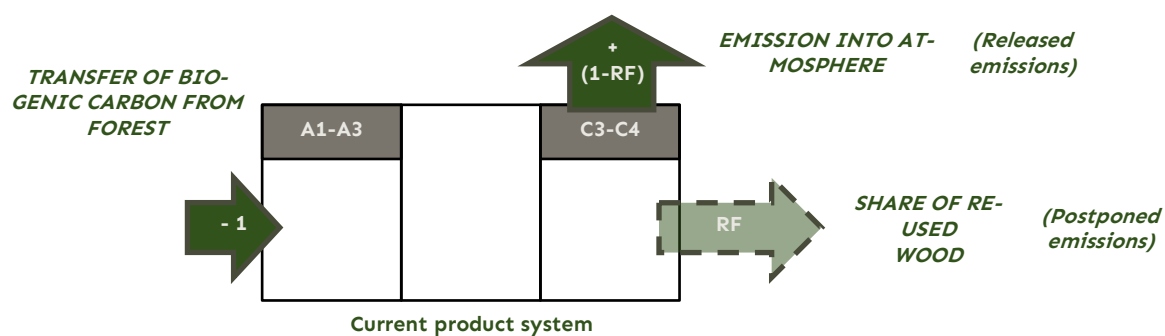 TRANSFER OF BIO-
GENIC CARBON FROM
FOREST
A1-A3
- 1
+
(1-RF)
C3-C4
EMISSION INTO AT-
MOSPHERE
(Released
emissions)
RF
SHARE OF RE-
USED
WOOD
(Postponed
emissions)
Current product system